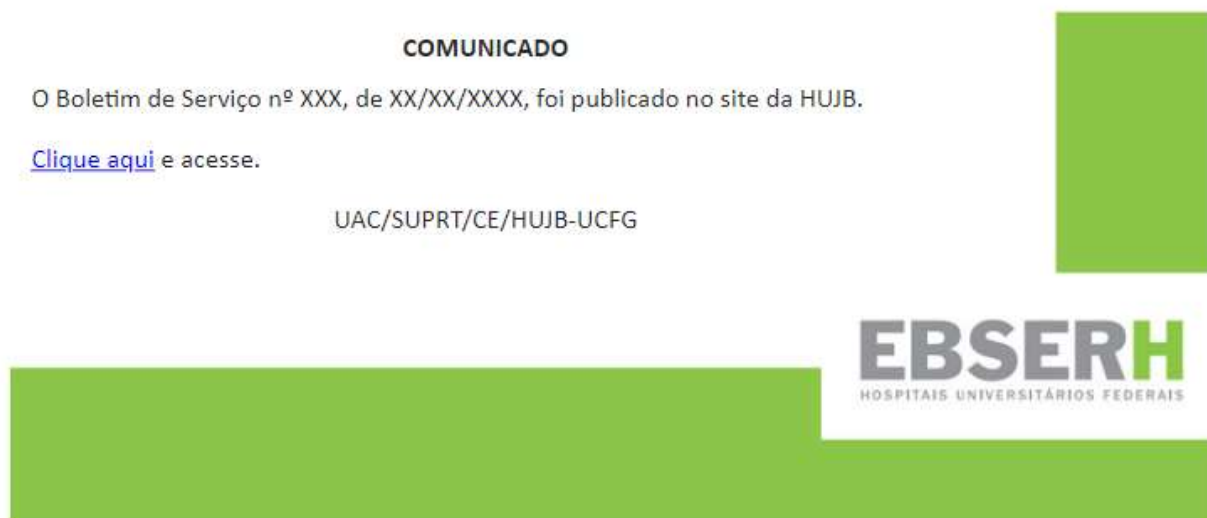 COMUNICADO
O Boletim de Serviço nº XXX, de XX/XX/XXXX, foi publicado no site da HUJB.
Clique aqui e acesse.
UAC/SUPRT/CE/HUJB-UCFG
EBSERH
HOSPITAIS UNIVERSITÁRIOS FEDERAIS